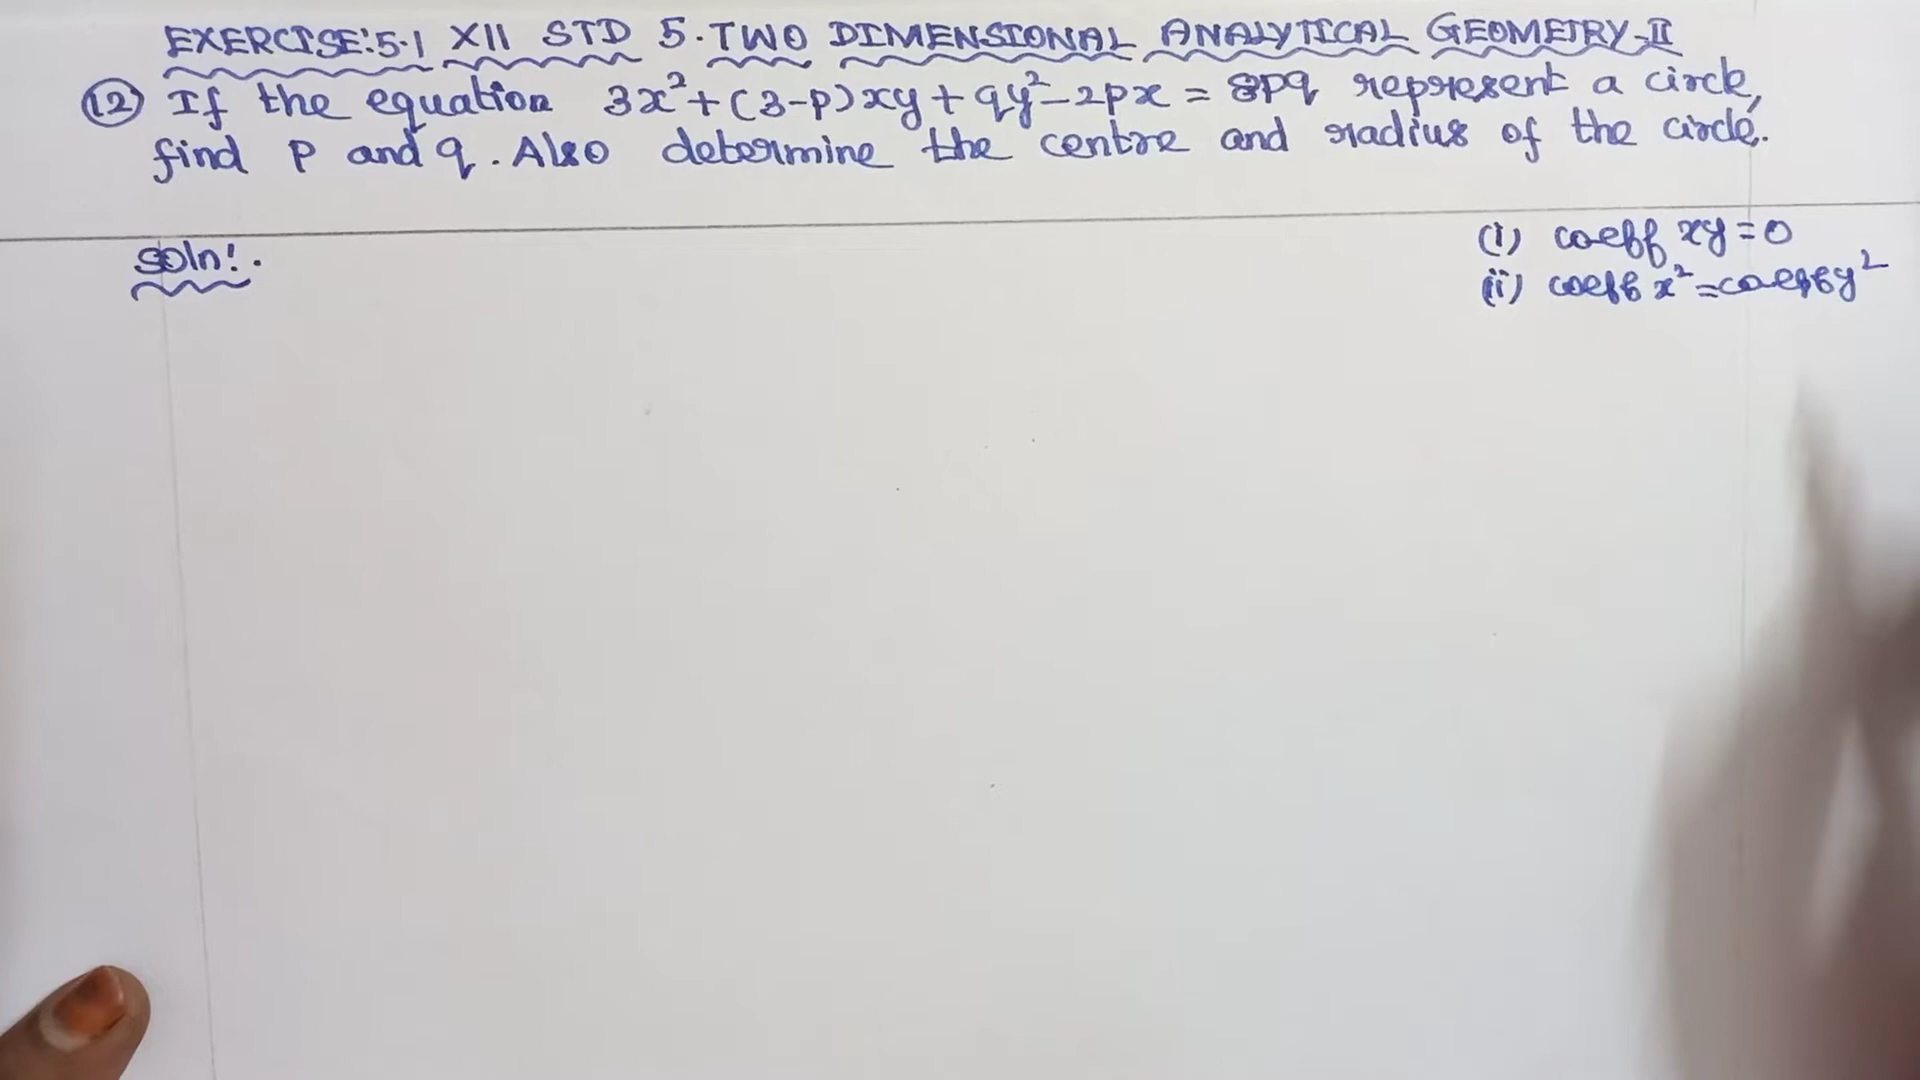 EXERCISE:5.1 XII STD 5.TWO DIMENSIONAL ANALYTICAL GEOMETRY-II
(12) If the equation 3x²+(3-p)xy+qy²-2px = 8pq represent a circle,
find p and q. Also determine the centre and radius of the circle.
Soln:.
(i) coeff xy=0
(ii) coeff x²=coeffy²